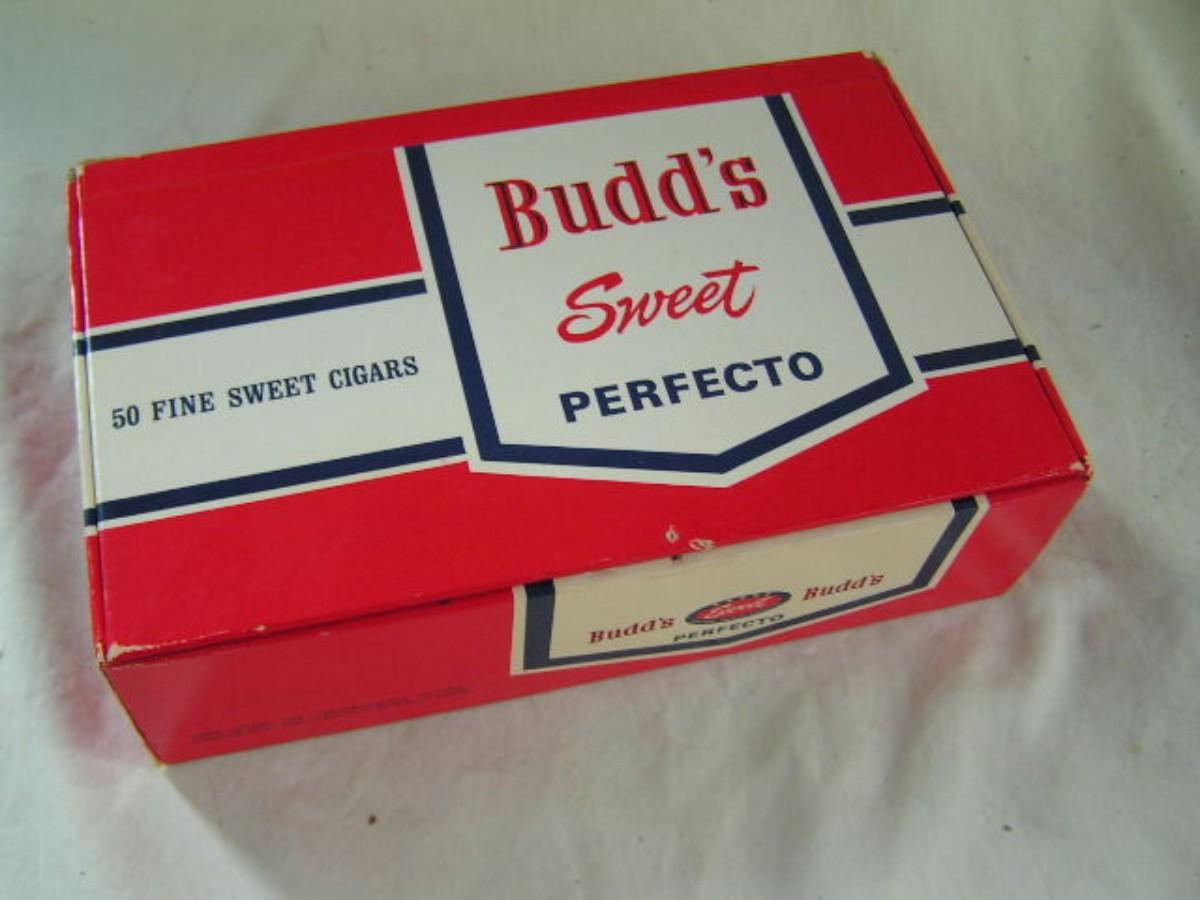 Budd's
Sweet
PERFECTO
50 FINE SWEET CIGARS
Budd's Sweet Budd's
PERFECTO